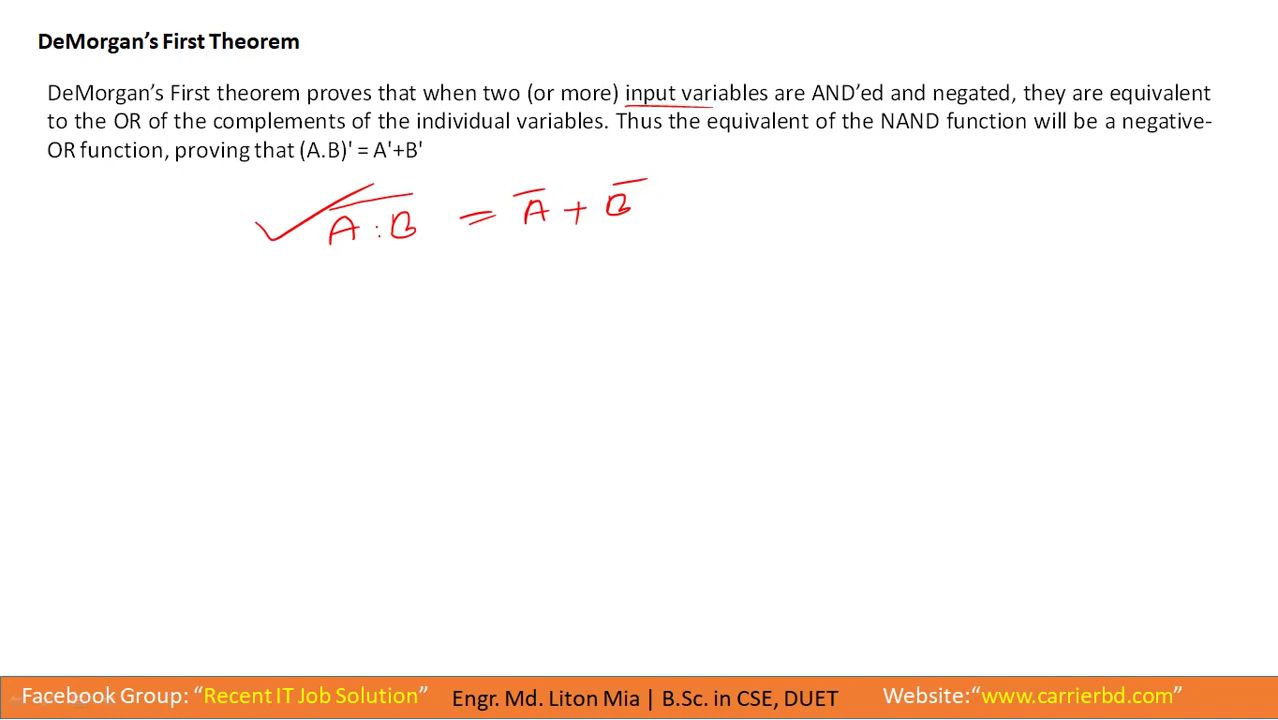 DeMorgan's First Theorem
DeMorgan's First theorem proves that when two (or more) input variables are AND'ed and negated, they are equivalent
to the OR of the complements of the individual variables. Thus the equivalent of the NAND function will be a negative-
OR function, proving that (A.B)' = A'+B'
A̅.̅B̅ = A̅ + B̅
Facebook Group: “Recent IT Job Solution” Engr. Md. Liton Mia | B.Sc. in CSE, DUET Website:“www.carrierbd.com”